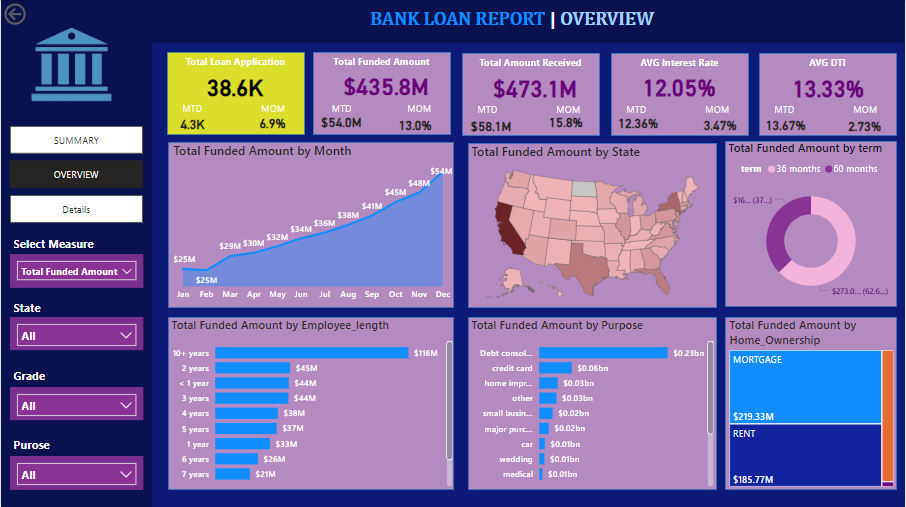 BANK LOAN REPORT | OVERVIEW
SUMMARY
OVERVIEW
Details
Select Measure
Total Funded Amount
State
All
Grade
All
Purose
All
Total Loan Application
38.6K
MTD MOM
4.3K 6.9%
Total Funded Amount
$435.8M
MTD MOM
$54.0M 13.0%
Total Amount Received
$473.1M
MTD MOM
$58.1M 15.8%
AVG Interest Rate
12.05%
MTD MOM
12.36% 3.47%
AVG DTI
13.33%
MTD MOM
13.67% 2.73%
Total Funded Amount by Month
$25M
$25M
$29M
$30M
$32M
$34M
$36M
$38M
$41M
$45M
$48M
$54M
Jan Feb Mar Apr May Jun Jul Aug Sep Oct Nov Dec
Total Funded Amount by State
Total Funded Amount by term
term 36 months 60 months
$16... (37...)
$273.0... (62.6...)
Total Funded Amount by Employee_length
10+ years $116M
2 years $45M
< 1 year $44M
3 years $44M
4 years $38M
5 years $37M
1 year $33M
6 years $26M
7 years $21M
Total Funded Amount by Purpose
Debt consol... $0.23bn
credit card $0.06bn
home impr... $0.03bn
other $0.03bn
small busin... $0.02bn
major purc... $0.02bn
car $0.01bn
wedding $0.01bn
medical $0.01bn
Total Funded Amount by
Home_Ownership
MORTGAGE
$219.33M
RENT
$185.77M